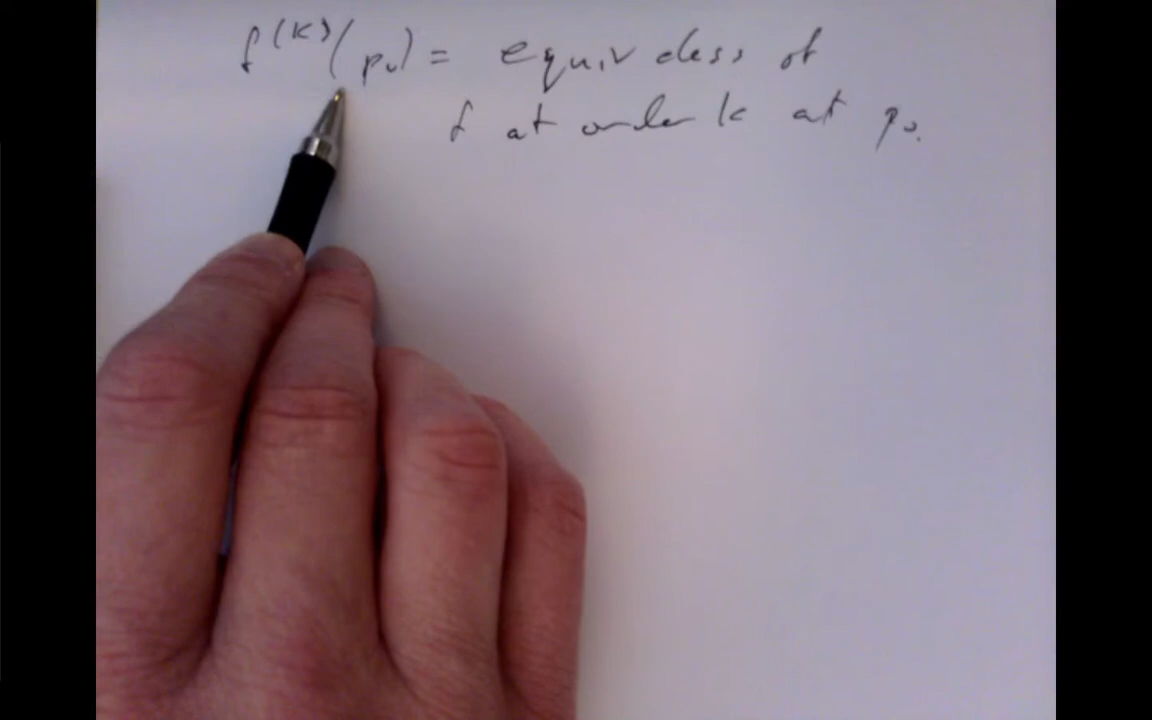 f^(k)(p₀) = equiv class of
f at order k at p₀.